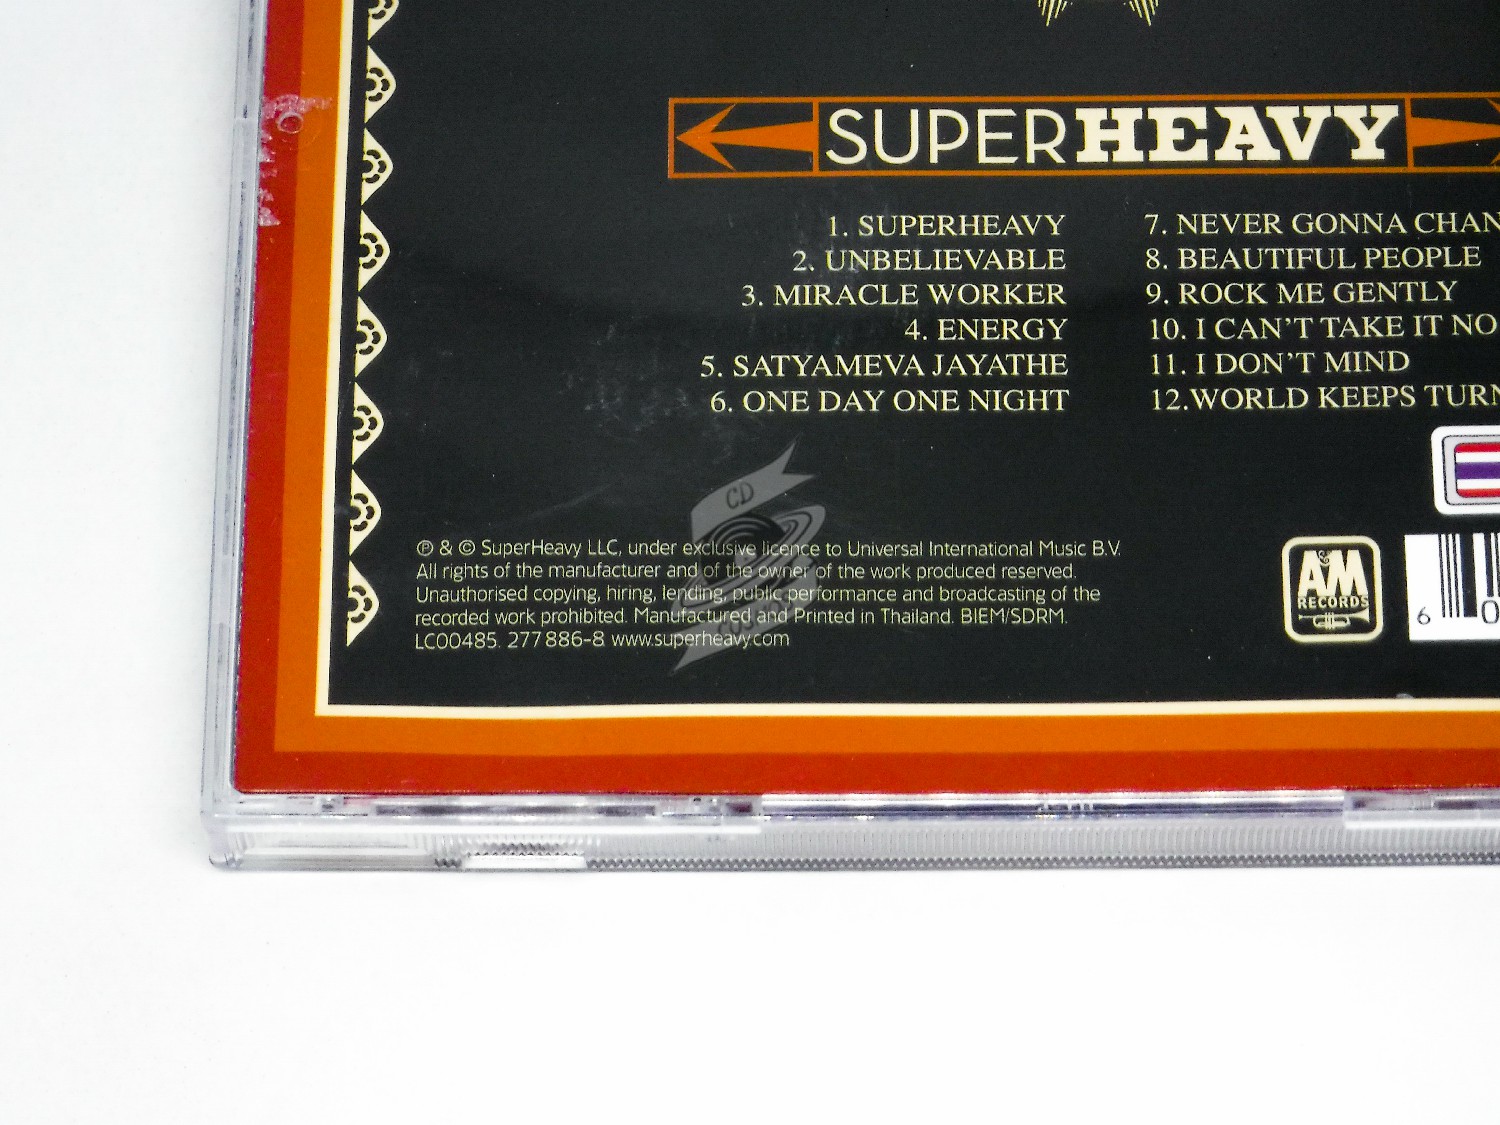 SUPERHEAVY
1. SUPERHEAVY
2. UNBELIEVABLE
3. MIRACLE WORKER
4. ENERGY
5. SATYAMEVA JAYATHE
6. ONE DAY ONE NIGHT
7. NEVER GONNA CHAN
8. BEAUTIFUL PEOPLE
9. ROCK ME GENTLY
10. I CAN'T TAKE IT NO
11. I DON'T MIND
12.WORLD KEEPS TURN
CD
℗ & © SuperHeavy LLC, under exclusive licence to Universal International Music B.V.
All rights of the manufacturer and of the owner of the work produced reserved.
Unauthorised copying, hiring, lending, public performance and broadcasting of the
recorded work prohibited. Manufactured and Printed in Thailand. BIEM/SDRM.
LC00485. 277 886-8 www.superheavy.com
A&M
RECORDS
6 0